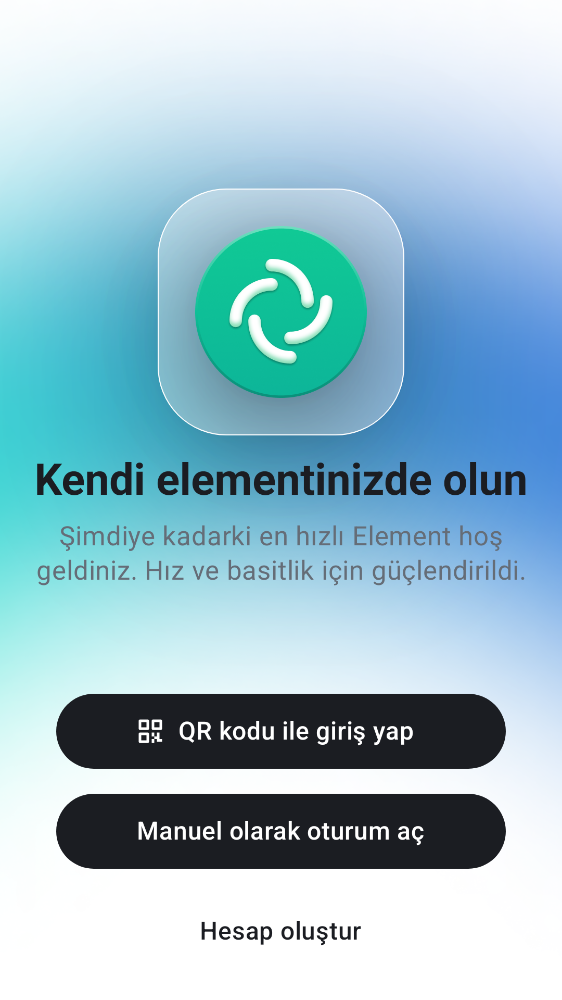 Kendi elementinizde olun
Şimdiye kadarki en hızlı Element hoş
geldiniz. Hız ve basitlik için güçlendirildi.
QR kodu ile giriş yap
Manuel olarak oturum aç
Hesap oluştur